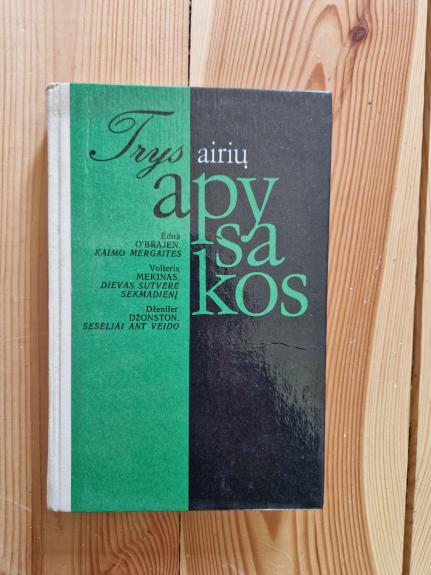 Trys airių
apy
sa
kos
Edna
O'BRAJEN.
KAIMO MERGAITĖS
Volteris
MEKINAS.
DIEVAS SUTVĖRĖ
SEKMADIENĮ
Dženifer
DŽONSTON.
ŠEŠĖLIAI ANT VEIDO